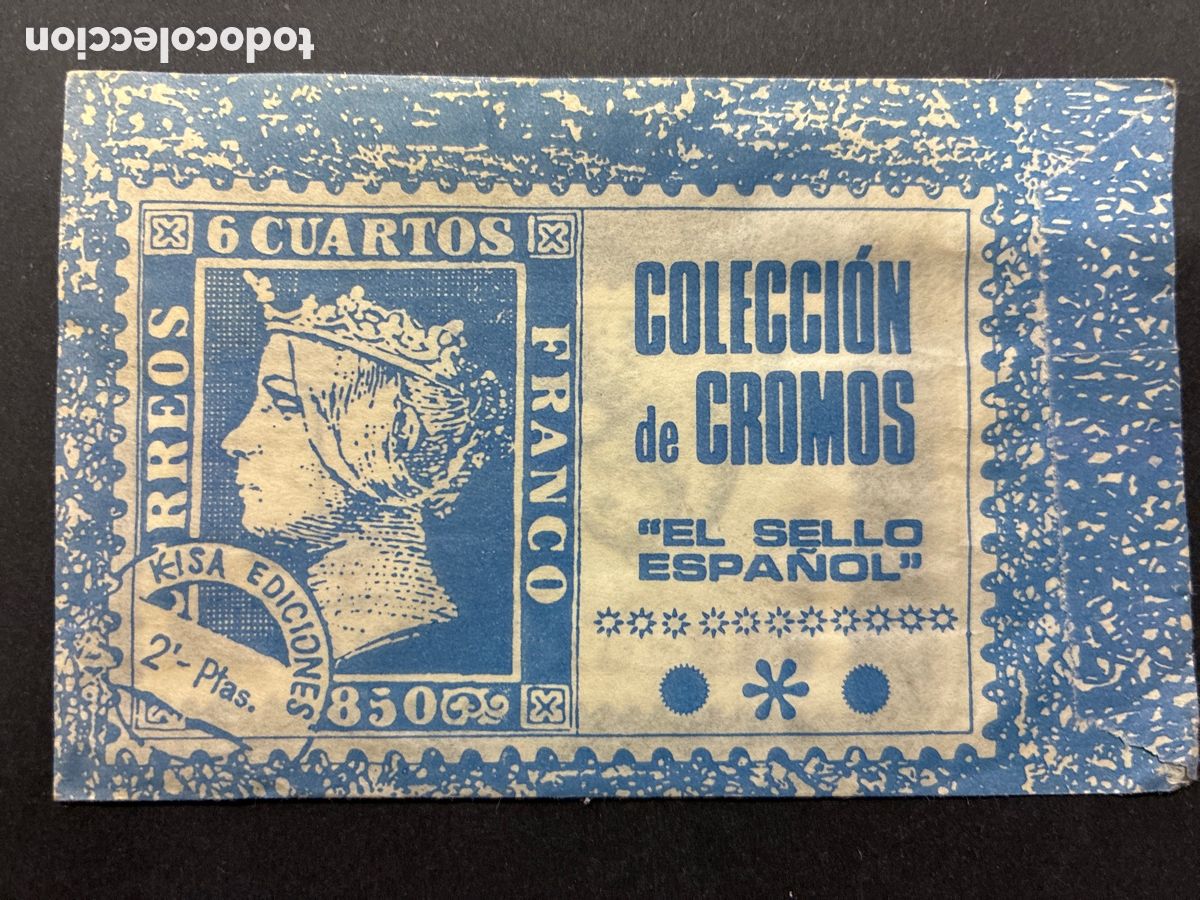 todocoleccion
6 CUARTOS
RREOS
FRANCO
850
KISA EDICIONES
2'- Ptas.
COLECCIÓN
de CROMOS
"EL SELLO
ESPAÑOL"